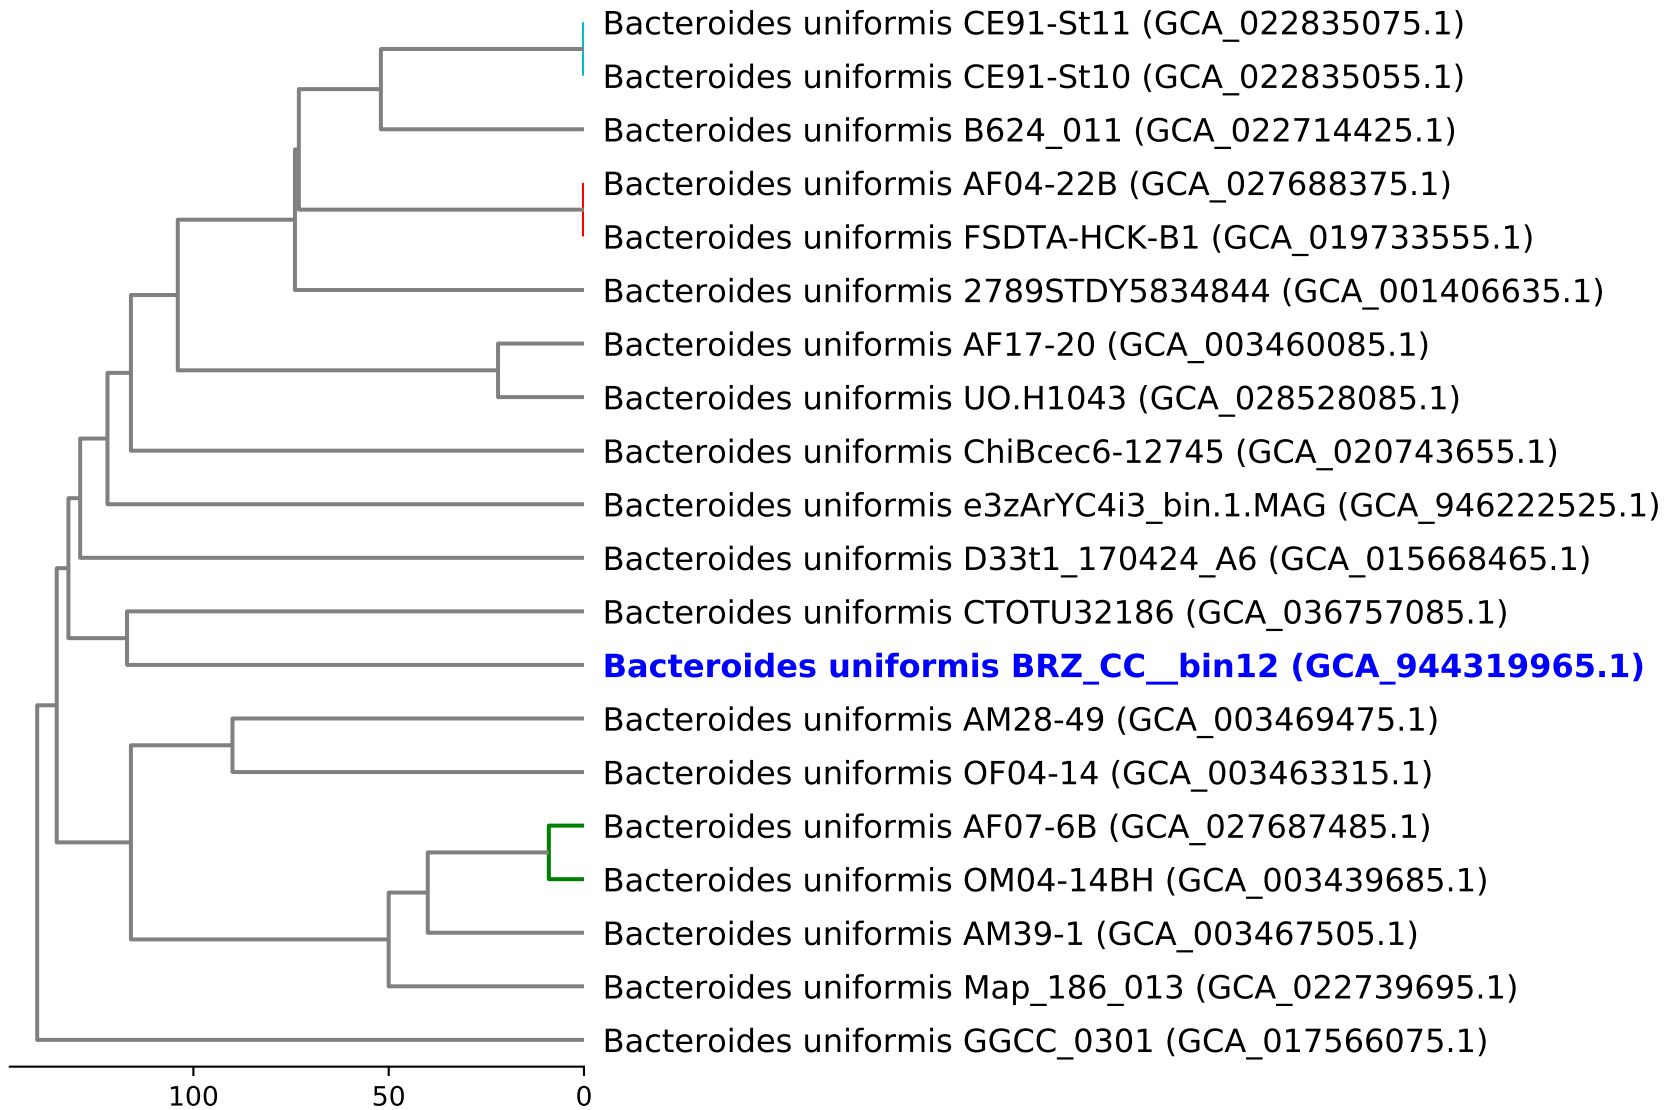 Bacteroides uniformis CE91-St11 (GCA_022835075.1)
Bacteroides uniformis CE91-St10 (GCA_022835055.1)
Bacteroides uniformis B624_011 (GCA_022714425.1)
Bacteroides uniformis AF04-22B (GCA_027688375.1)
Bacteroides uniformis FSDTA-HCK-B1 (GCA_019733555.1)
Bacteroides uniformis 2789STDY5834844 (GCA_001406635.1)
Bacteroides uniformis AF17-20 (GCA_003460085.1)
Bacteroides uniformis UO.H1043 (GCA_028528085.1)
Bacteroides uniformis ChiBcec6-12745 (GCA_020743655.1)
Bacteroides uniformis e3zArYC4i3_bin.1.MAG (GCA_946222525.1)
Bacteroides uniformis D33t1_170424_A6 (GCA_015668465.1)
Bacteroides uniformis CTOTU32186 (GCA_036757085.1)
Bacteroides uniformis BRZ_CC__bin12 (GCA_944319965.1)
Bacteroides uniformis AM28-49 (GCA_003469475.1)
Bacteroides uniformis OF04-14 (GCA_003463315.1)
Bacteroides uniformis AF07-6B (GCA_027687485.1)
Bacteroides uniformis OM04-14BH (GCA_003439685.1)
Bacteroides uniformis AM39-1 (GCA_003467505.1)
Bacteroides uniformis Map_186_013 (GCA_022739695.1)
Bacteroides uniformis GGCC_0301 (GCA_017566075.1)
100 50 0